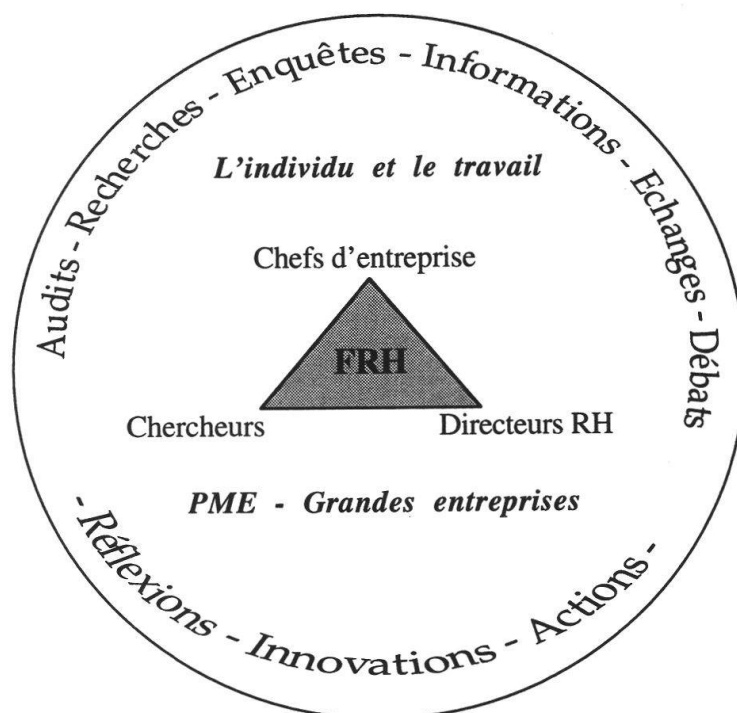 Audits - Recherches - Enquêtes - Informations - Echanges - Débats
L'individu et le travail
Chefs d'entreprise
FRH
Chercheurs
Directeurs RH
PME - Grandes entreprises
- Réflexions - Innovations - Actions -